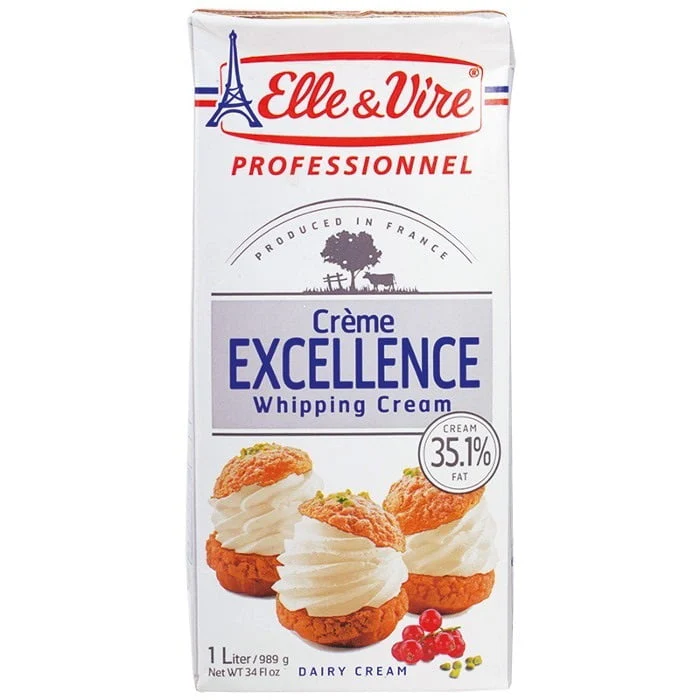 Elle & Vire®
PROFESSIONNEL
PRODUCED IN FRANCE
Crème
EXCELLENCE
Whipping Cream
CREAM
35.1%
FAT
1 Liter / 989 g
Net WT 34 Fl oz
DAIRY CREAM